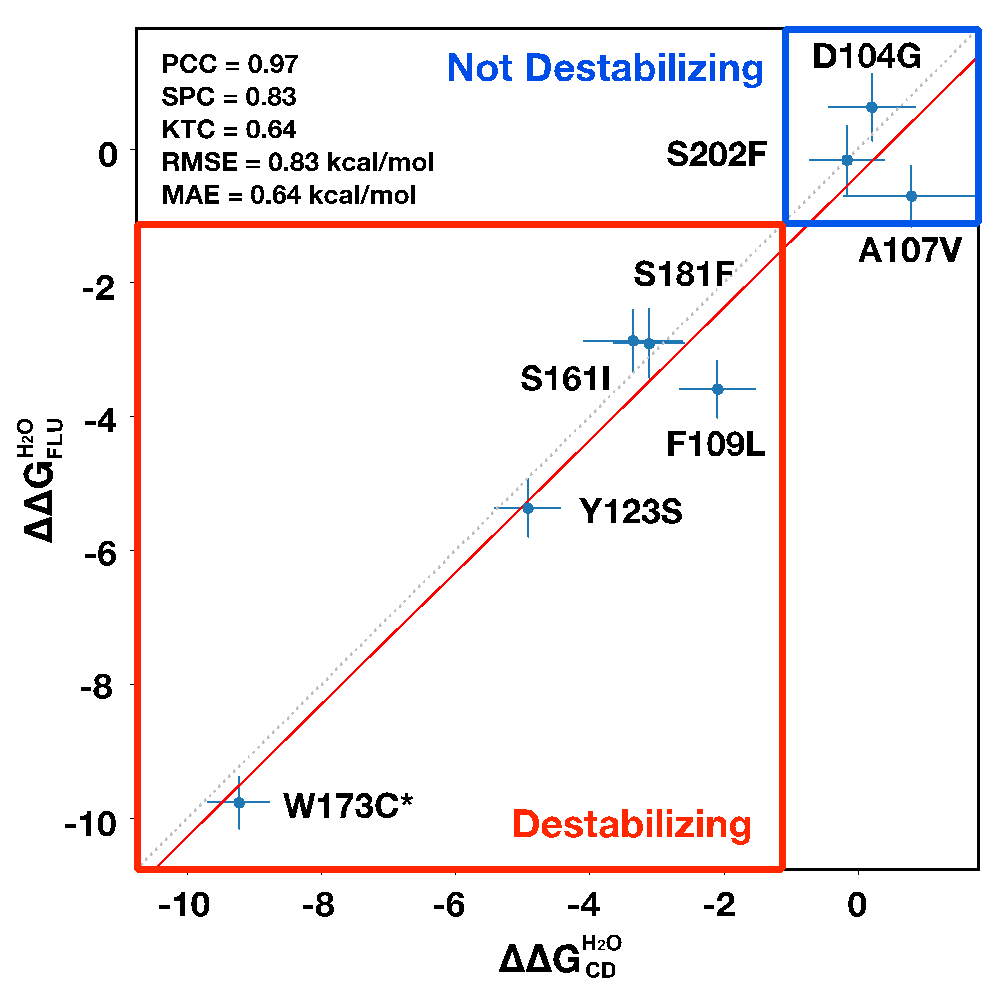 PCC = 0.97
SPC = 0.83
KTC = 0.64
RMSE = 0.83 kcal/mol
MAE = 0.64 kcal/mol
Not Destabilizing
D104G
S202F
A107V
S181F
S161I
F109L
Y123S
W173C*
Destabilizing
0
-2
-4
-6
-8
-10
ΔΔG H₂O FLU
-10 -8 -6 -4 -2 0
ΔΔG H₂O CD